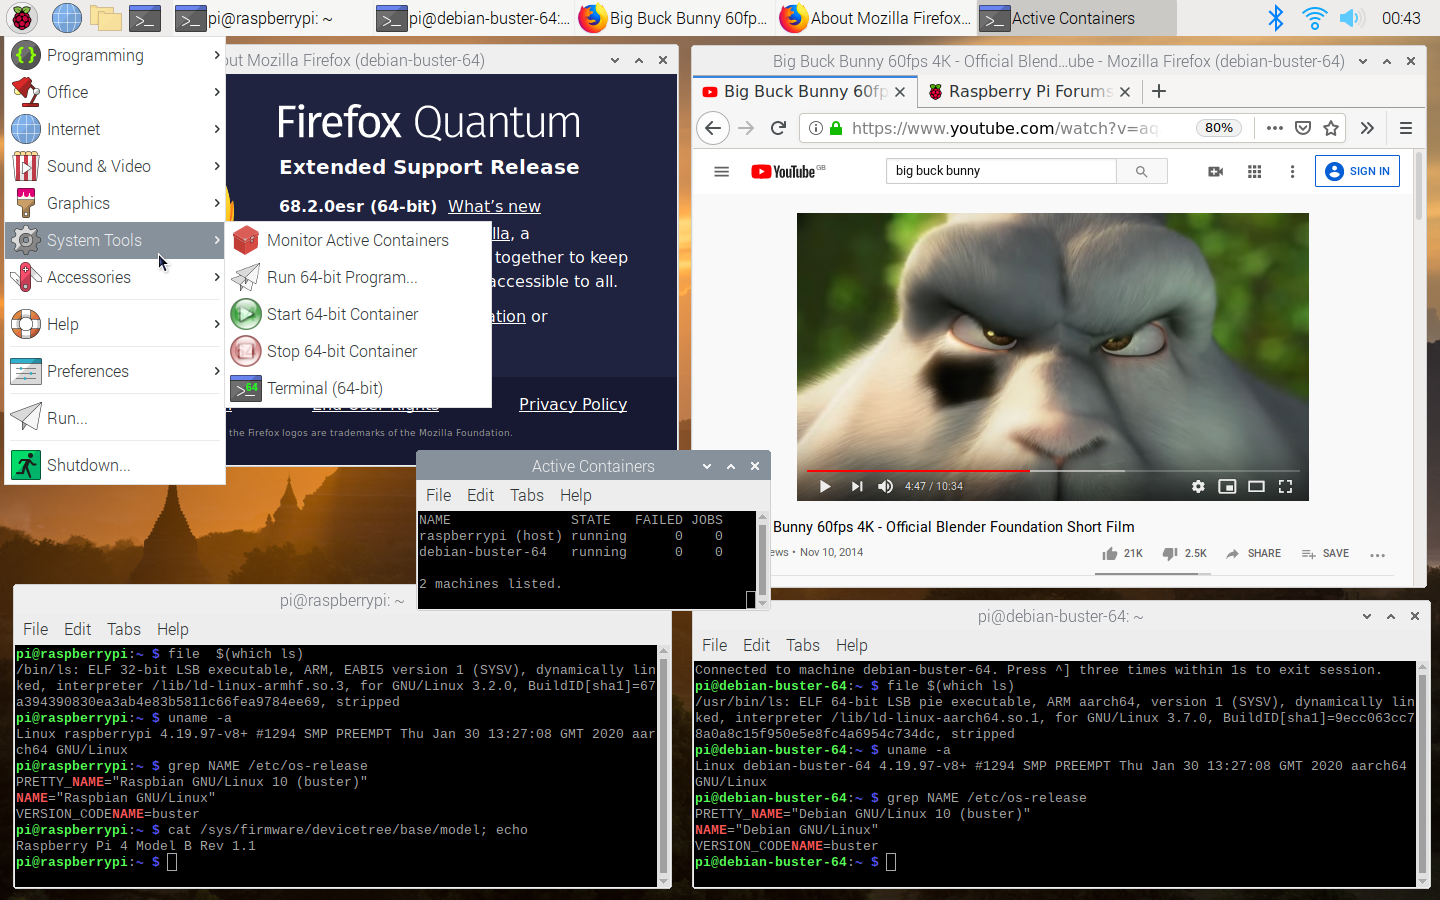 pi@raspberrypi: ~
pi@debian-buster-64:...
Big Buck Bunny 60fp...
About Mozilla Firefox...
Active Containers
00:43
Programming
Office
Internet
Sound & Video
Graphics
System Tools
Accessories
Help
Preferences
Run...
Shutdown...
Monitor Active Containers
Run 64-bit Program...
Start 64-bit Container
Stop 64-bit Container
Terminal (64-bit)
out Mozilla Firefox (debian-buster-64)
Firefox Quantum
Extended Support Release
68.2.0esr (64-bit) What's new
lla, a
together to keep
accessible to all.
ation or
End-User Rights
Privacy Policy
the Firefox logos are trademarks of the Mozilla Foundation.
Big Buck Bunny 60fps 4K - Official Blend...ube - Mozilla Firefox (debian-buster-64)
Big Buck Bunny 60fp
Raspberry Pi Forums
https://www.youtube.com/watch?v=aq
80%
YouTube GB
big buck bunny
SIGN IN
4:47 / 10:34
Bunny 60fps 4K - Official Blender Foundation Short Film
ews • Nov 10, 2014
21K
2.5K
SHARE
SAVE
Active Containers
File Edit Tabs Help
NAME STATE FAILED JOBS
raspberrypi (host) running 0 0
debian-buster-64 running 0 0
2 machines listed.
pi@raspberrypi: ~
File Edit Tabs Help
pi@raspberrypi:~ $ file  $(which ls)
/bin/ls: ELF 32-bit LSB executable, ARM, EABI5 version 1 (SYSV), dynamically lin
ked, interpreter /lib/ld-linux-armhf.so.3, for GNU/Linux 3.2.0, BuildID[sha1]=67
a394390830ea3ab4e83b5811c66fea9784ee69, stripped
pi@raspberrypi:~ $ uname -a
Linux raspberrypi 4.19.97-v8+ #1294 SMP PREEMPT Thu Jan 30 13:27:08 GMT 2020 aar
ch64 GNU/Linux
pi@raspberrypi:~ $ grep NAME /etc/os-release
PRETTY_NAME="Raspbian GNU/Linux 10 (buster)"
NAME="Raspbian GNU/Linux"
VERSION_CODENAME=buster
pi@raspberrypi:~ $ cat /sys/firmware/devicetree/base/model; echo
Raspberry Pi 4 Model B Rev 1.1
pi@raspberrypi:~ $
pi@debian-buster-64: ~
File Edit Tabs Help
Connected to machine debian-buster-64. Press ^] three times within 1s to exit session.
pi@debian-buster-64:~ $ file $(which ls)
/usr/bin/ls: ELF 64-bit LSB pie executable, ARM aarch64, version 1 (SYSV), dynamically lin
ked, interpreter /lib/ld-linux-aarch64.so.1, for GNU/Linux 3.7.0, BuildID[sha1]=9ecc063cc7
8a0a8c15f950e5e8fc4a6954c734dc, stripped
pi@debian-buster-64:~ $ uname -a
Linux debian-buster-64 4.19.97-v8+ #1294 SMP PREEMPT Thu Jan 30 13:27:08 GMT 2020 aarch64
GNU/Linux
pi@debian-buster-64:~ $ grep NAME /etc/os-release
PRETTY_NAME="Debian GNU/Linux 10 (buster)"
NAME="Debian GNU/Linux"
VERSION_CODENAME=buster
pi@debian-buster-64:~ $